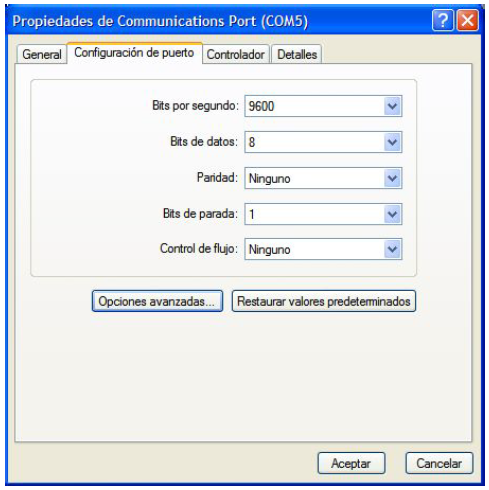 Propiedades de Communications Port (COM5)
General Configuración de puerto Controlador Detalles
Bits por segundo: 9600
Bits de datos: 8
Paridad: Ninguno
Bits de parada: 1
Control de flujo: Ninguno
Opciones avanzadas... Restaurar valores predeterminados
Aceptar Cancelar